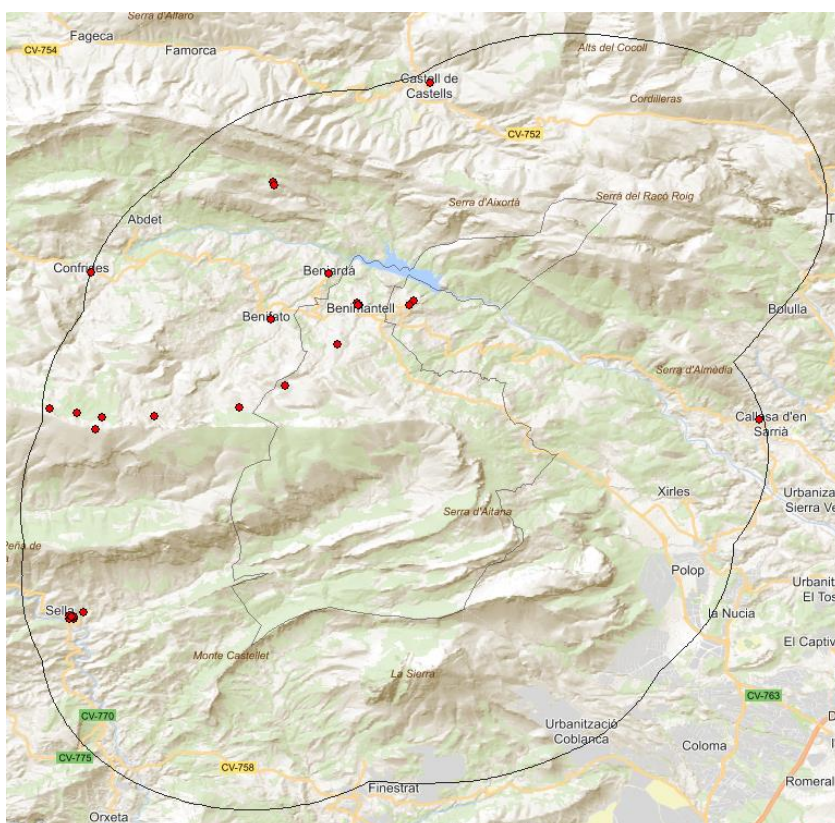 Serra d'Alfaro
Fageca
CV-754
Famorca
Alts del Cocoll
Castell de
Castells
Cordilleras
CV-752
Serra d'Aixortà
Serra del Racó Roig
Abdet
Confrides
Beniardà
Bolulla
Benifato
Benimantell
Serra d'Almèdia
Callosa d'en
Sarrià
Xirles
Urbaniza
Sierra Ve
Serra d'Aitana
Peña de
Polop
Urbanit
El Tos
Sella
la Nucia
El Captiv
Monte Castellet
La Sierra
CV-763
CV-770
Urbanització
Coblanca
Coloma
CV-775
CV-758
Finestrat
Romeral
Orxeta